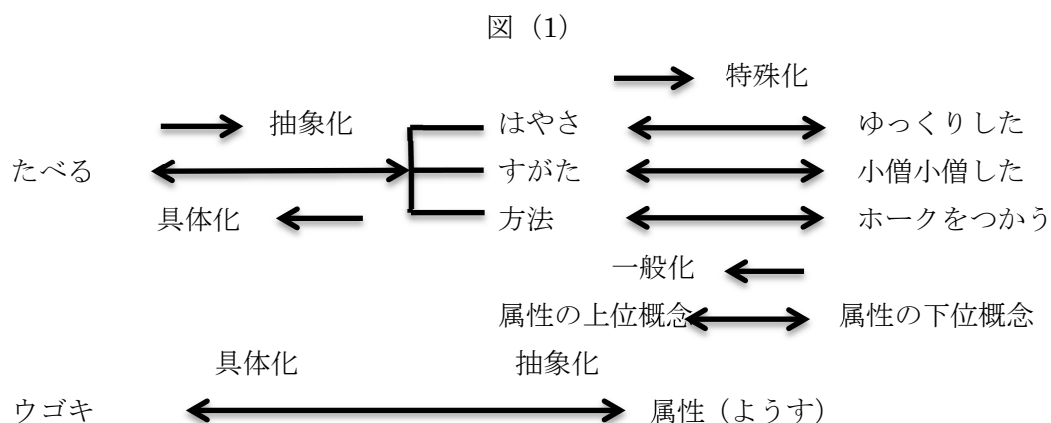 図（1）
特殊化
抽象化 はやさ ゆっくりした
たべる すがた 小僧小僧した
具体化 方法 ホークをつかう
一般化
属性の上位概念 属性の下位概念
具体化 抽象化
ウゴキ 属性（ようす）